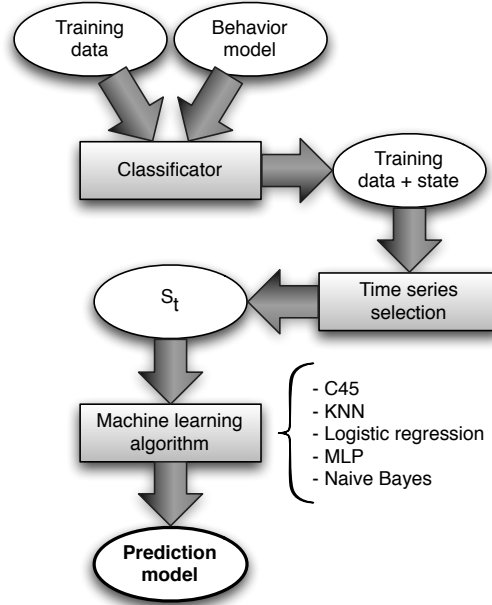 Training
data
Behavior
model
Classificator
Training
data + state
Time series
selection
St
Machine learning
algorithm
- C45
- KNN
- Logistic regression
- MLP
- Naive Bayes
Prediction
model